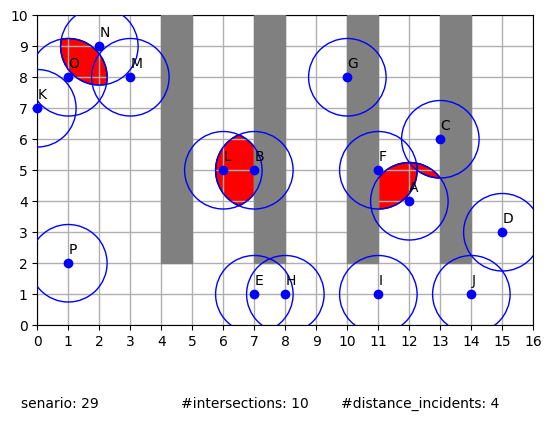 10
9
8
7
6
5
4
3
2
1
0
N
O
M
G
K
C
L
B
F
A
D
P
E
H
I
J
0 1 2 3 4 5 6 7 8 9 10 11 12 13 14 15 16
senario: 29 #intersections: 10 #distance_incidents: 4